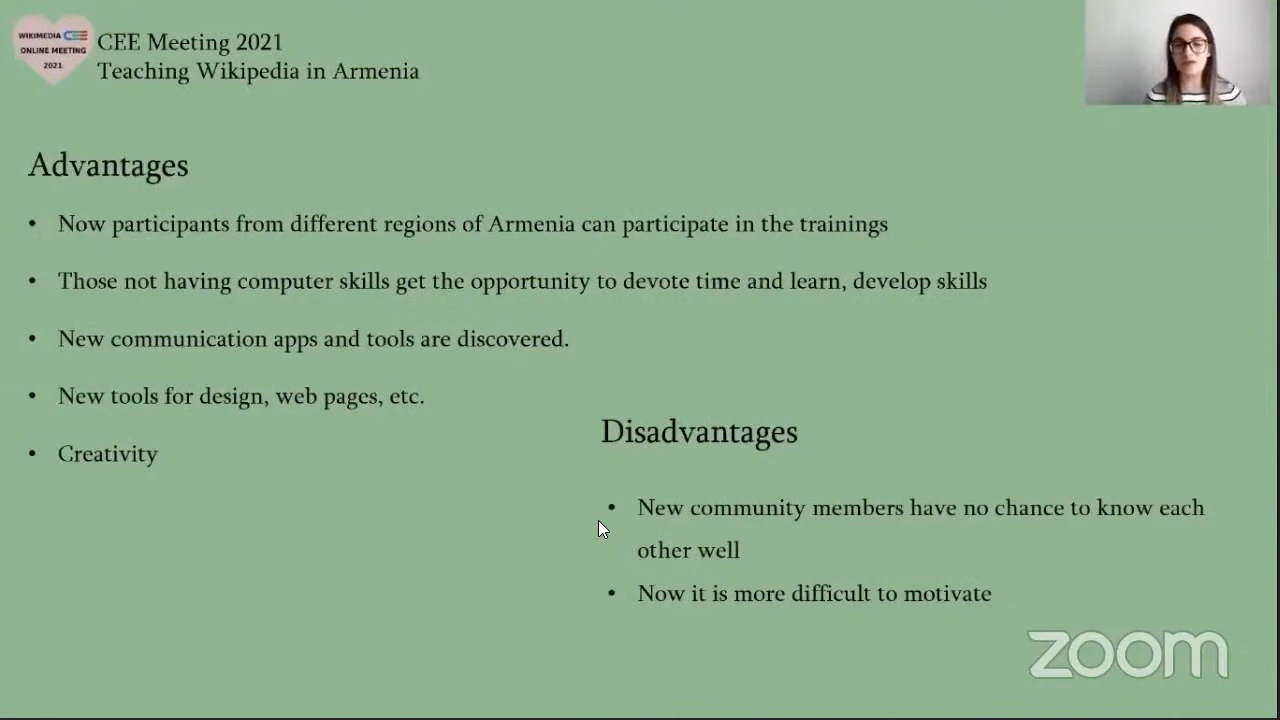 WIKIMEDIA CEE
ONLINE MEETING
2021
CEE Meeting 2021
Teaching Wikipedia in Armenia
Advantages
• Now participants from different regions of Armenia can participate in the trainings
• Those not having computer skills get the opportunity to devote time and learn, develop skills
• New communication apps and tools are discovered.
• New tools for design, web pages, etc.
• Creativity
Disadvantages
• New community members have no chance to know each
other well
• Now it is more difficult to motivate
zoom